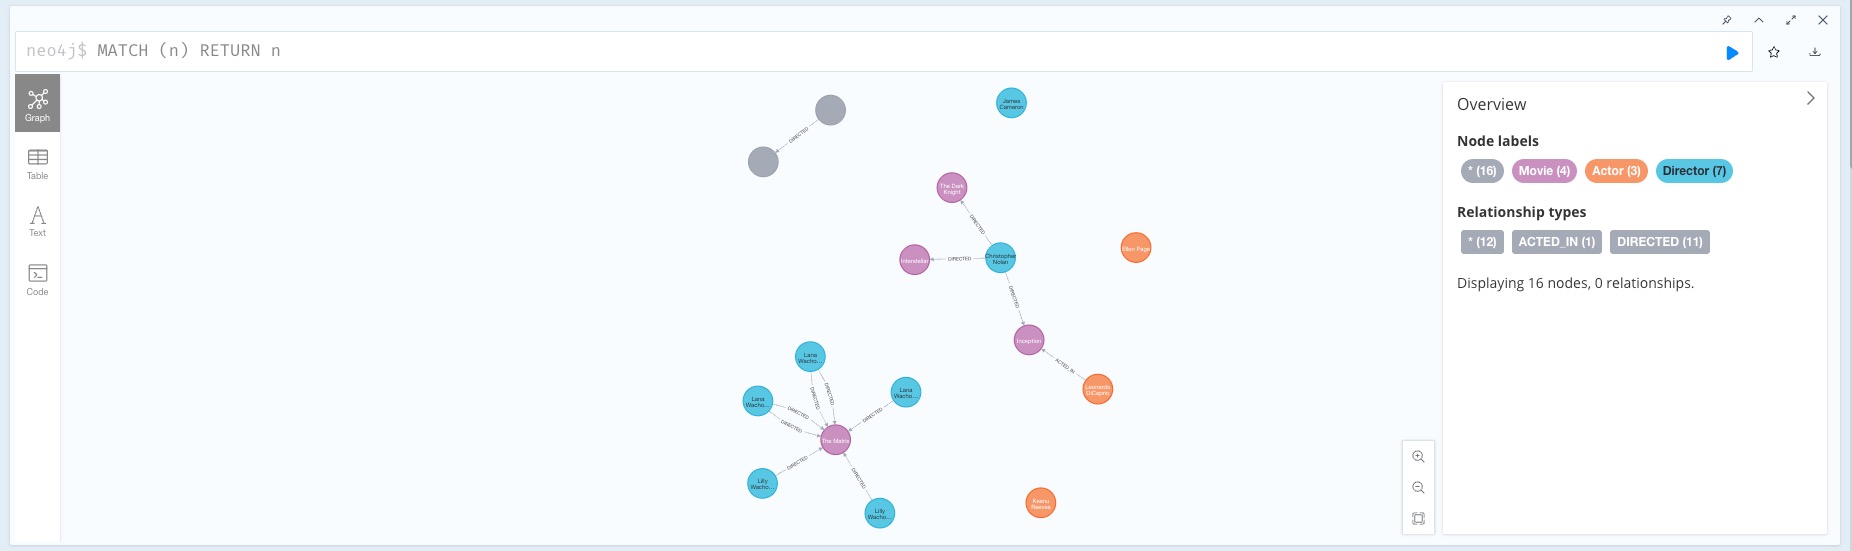 neo4j$ MATCH (n) RETURN n
Graph
Table
Text
Code
DIRECTED
James
Cameron
The Dark
Knight
DIRECTED
Ellen Page
Interstellar
DIRECTED
Christopher
Nolan
DIRECTED
Inception
ACTED_IN
Leonardo
DiCaprio
Lana
Wacho...
DIRECTED
DIRECTED
Lana
Wacho...
DIRECTED
Lana
Wacho...
DIRECTED
DIRECTED
The Matrix
DIRECTED
Lilly
Wacho...
DIRECTED
Lilly
Wacho...
Keanu
Reeves
Overview
Node labels
* (16) Movie (4) Actor (3) Director (7)
Relationship types
* (12) ACTED_IN (1) DIRECTED (11)
Displaying 16 nodes, 0 relationships.